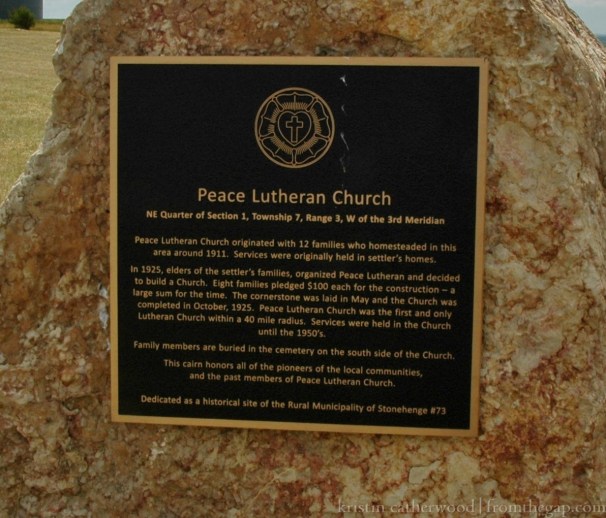 Peace Lutheran Church
NE Quarter of Section 1, Township 7, Range 3, W of the 3rd Meridian
Peace Lutheran Church originated with 12 families who homesteaded in this
area around 1911. Services were originally held in settler's homes.
In 1925, elders of the settler's families, organized Peace Lutheran and decided
to build a Church. Eight families pledged $100 each for the construction – a
large sum for the time. The cornerstone was laid in May and the Church was
completed in October, 1925. Peace Lutheran Church was the first and only
Lutheran Church within a 40 mile radius. Services were held in the Church
until the 1950's.
Family members are buried in the cemetery on the south side of the Church.
This cairn honors all of the pioneers of the local communities,
and the past members of Peace Lutheran Church.
Dedicated as a historical site of the Rural Municipality of Stonehenge #73
kristin catherwood | fromthegap.com